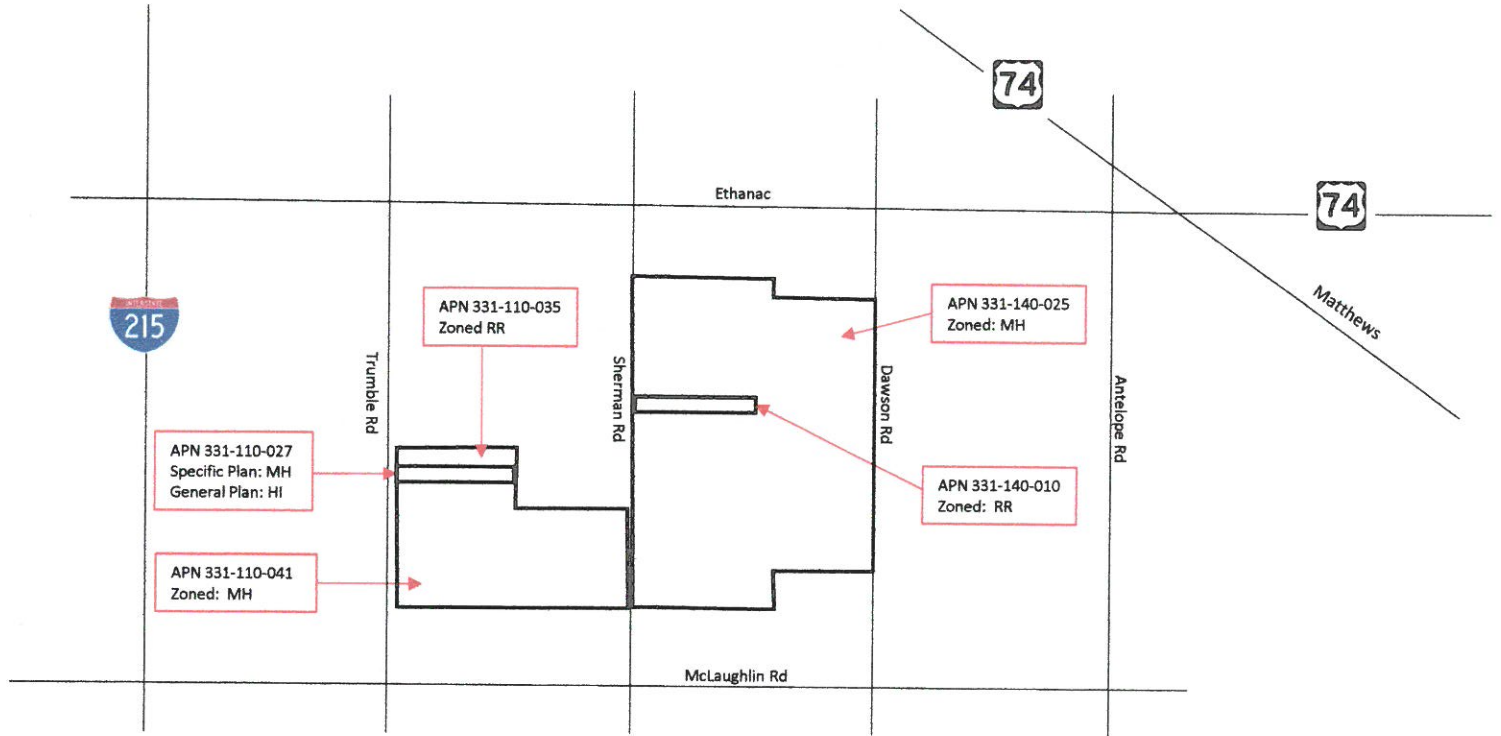 74
Ethanac
74
INTERSTATE
215
APN 331-110-035
Zoned RR
APN 331-140-025
Zoned: MH
Matthews
Trumble Rd
Sherman Rd
Dawson Rd
Antelope Rd
APN 331-110-027
Specific Plan: MH
General Plan: HI
APN 331-140-010
Zoned: RR
APN 331-110-041
Zoned: MH
McLaughlin Rd